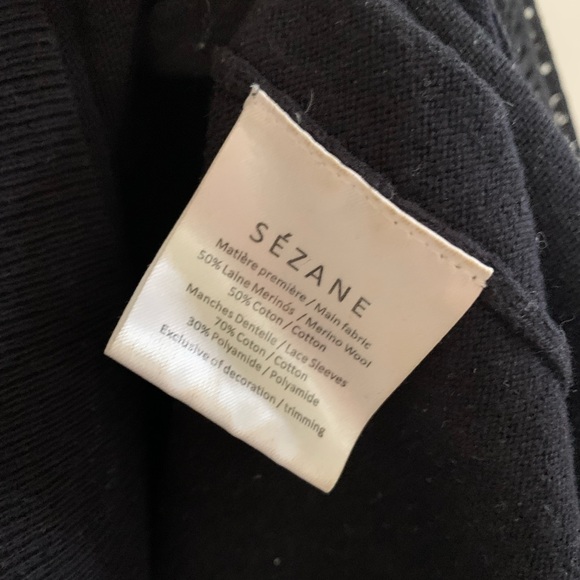 SÉZANE
Matière première / Main fabric
50% Laine Merinós / Merino Wool
50% Coton / Cotton
Manches Dentelle / Lace Sleeves
70% Coton / Cotton
30% Polyamide / Polyamide
Exclusive of decoration / trimming